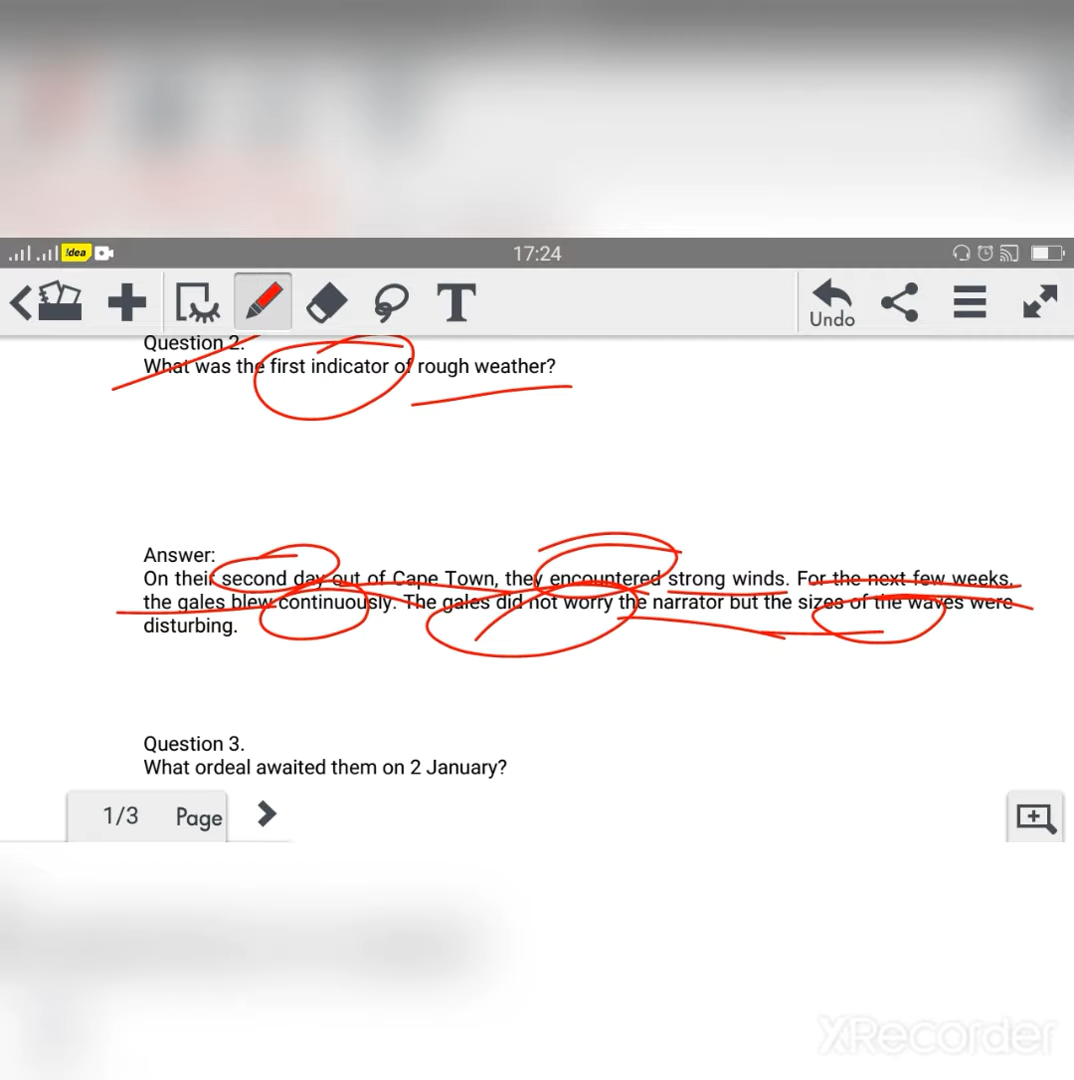 !dea
17:24
Undo
Question 2.
What was the first indicator of rough weather?
Answer:
On their second day out of Cape Town, they encountered strong winds. For the next few weeks,
the gales blew continuously. The gales did not worry the narrator but the sizes of the waves were
disturbing.
Question 3.
What ordeal awaited them on 2 January?
1/3 Page
XRecorder